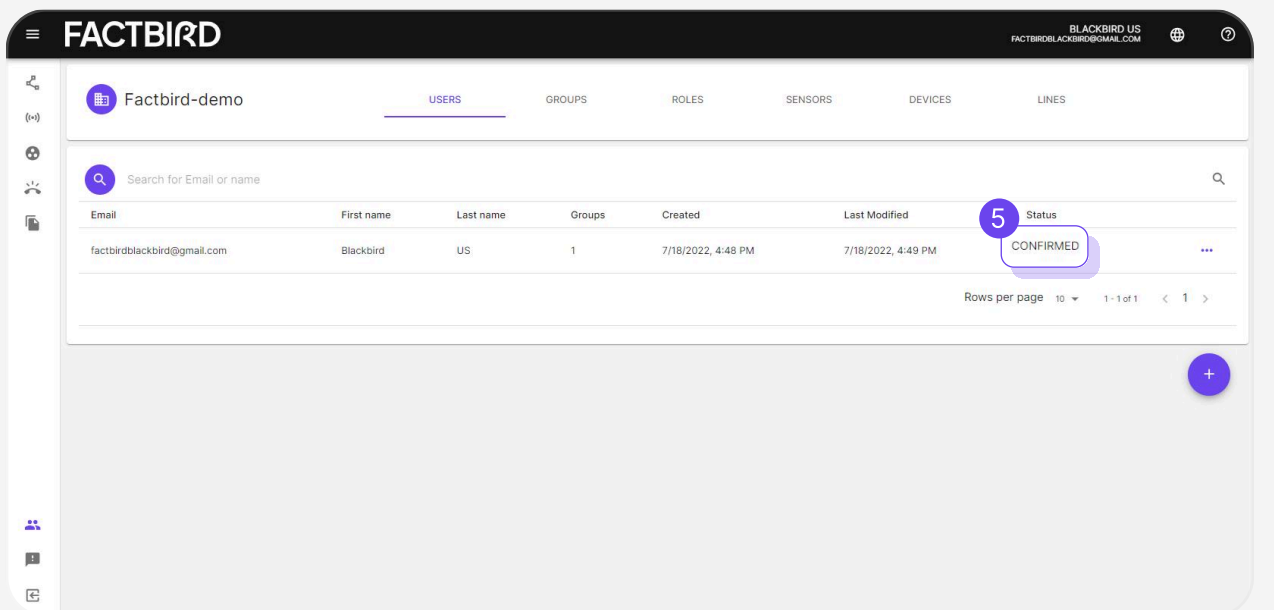 FACTBIRD
BLACKBIRD US
FACTBIRDBLACKBIRD@GMAIL.COM
Factbird-demo
USERS GROUPS ROLES SENSORS DEVICES LINES
Search for Email or name
Email First name Last name Groups Created Last Modified 5 Status
factbirdblackbird@gmail.com Blackbird US 1 7/18/2022, 4:48 PM 7/18/2022, 4:49 PM CONFIRMED
Rows per page 10 1 - 1 of 1 < 1 >